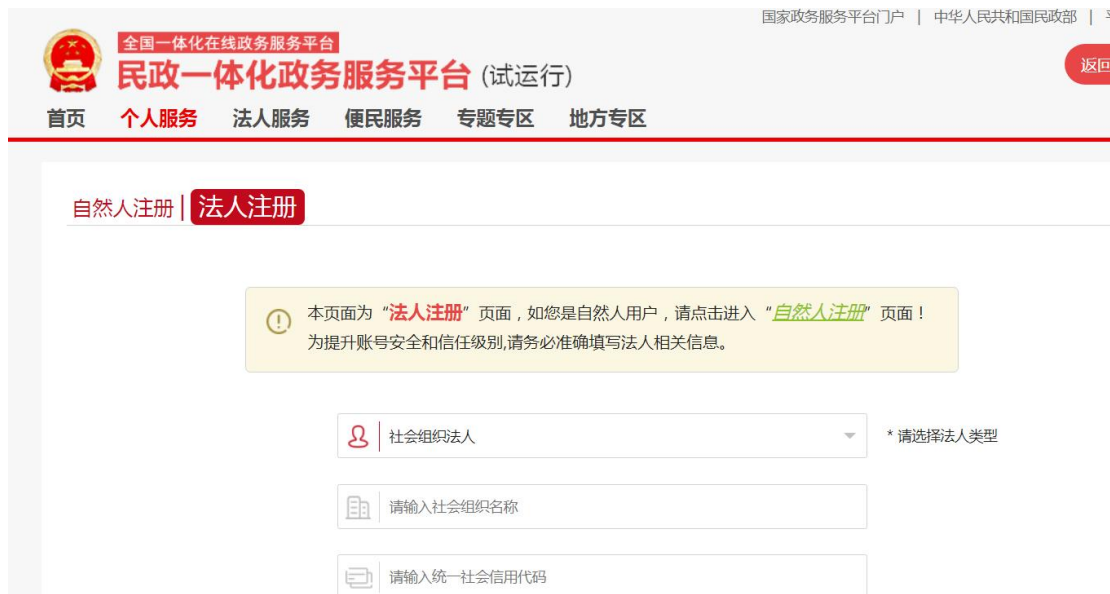 国家政务服务平台门户 | 中华人民共和国民政部 |
全国一体化在线政务服务平台
民政一体化政务服务平台 (试运行)
返回
首页 个人服务 法人服务 便民服务 专题专区 地方专区
自然人注册 | 法人注册
本页面为“法人注册”页面，如您是自然人用户，请点击进入“自然人注册”页面！
为提升账号安全和信任级别,请务必准确填写法人相关信息。
社会组织法人 * 请选择法人类型
请输入社会组织名称
请输入统一社会信用代码